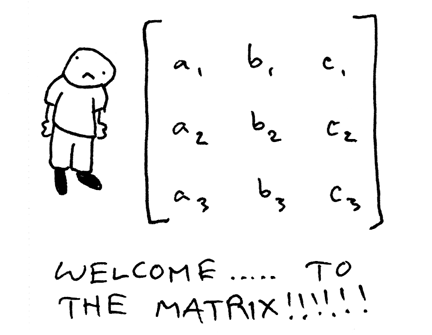 a₁ b₁ c₁
a₂ b₂ c₂
a₃ b₃ c₃
WELCOME..... TO
THE MATRIX!!!!!!